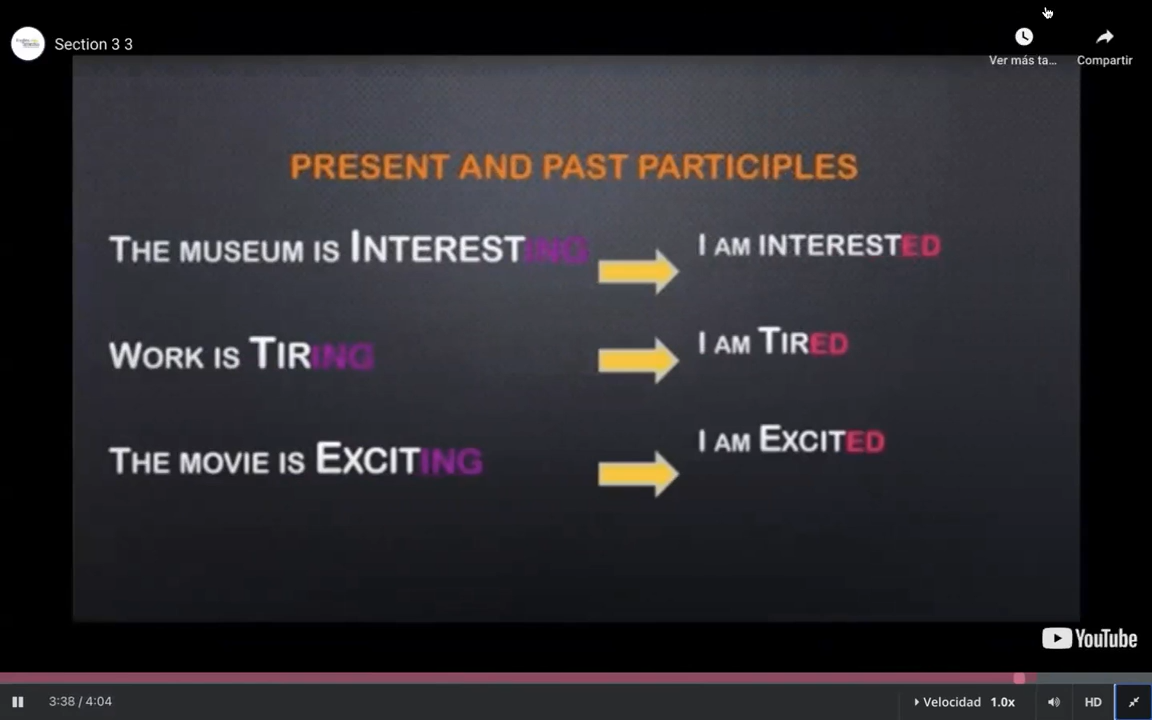 Section 3 3
Ver más ta...
Compartir
PRESENT AND PAST PARTICIPLES
THE MUSEUM IS INTERESTING
I AM INTERESTED
WORK IS TIRING
I AM TIRED
THE MOVIE IS EXCITING
I AM EXCITED
YouTube
3:38 / 4:04
Velocidad 1.0x
HD